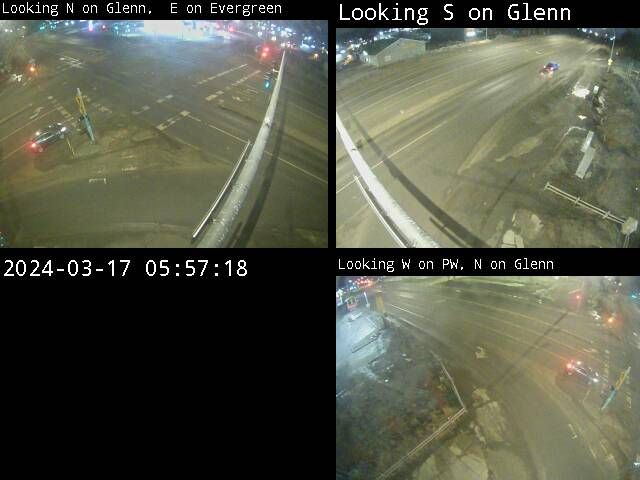 Looking N on Glenn, E on Evergreen
Looking S on Glenn
2024-03-17 05:57:18
Looking W on PW, N on Glenn